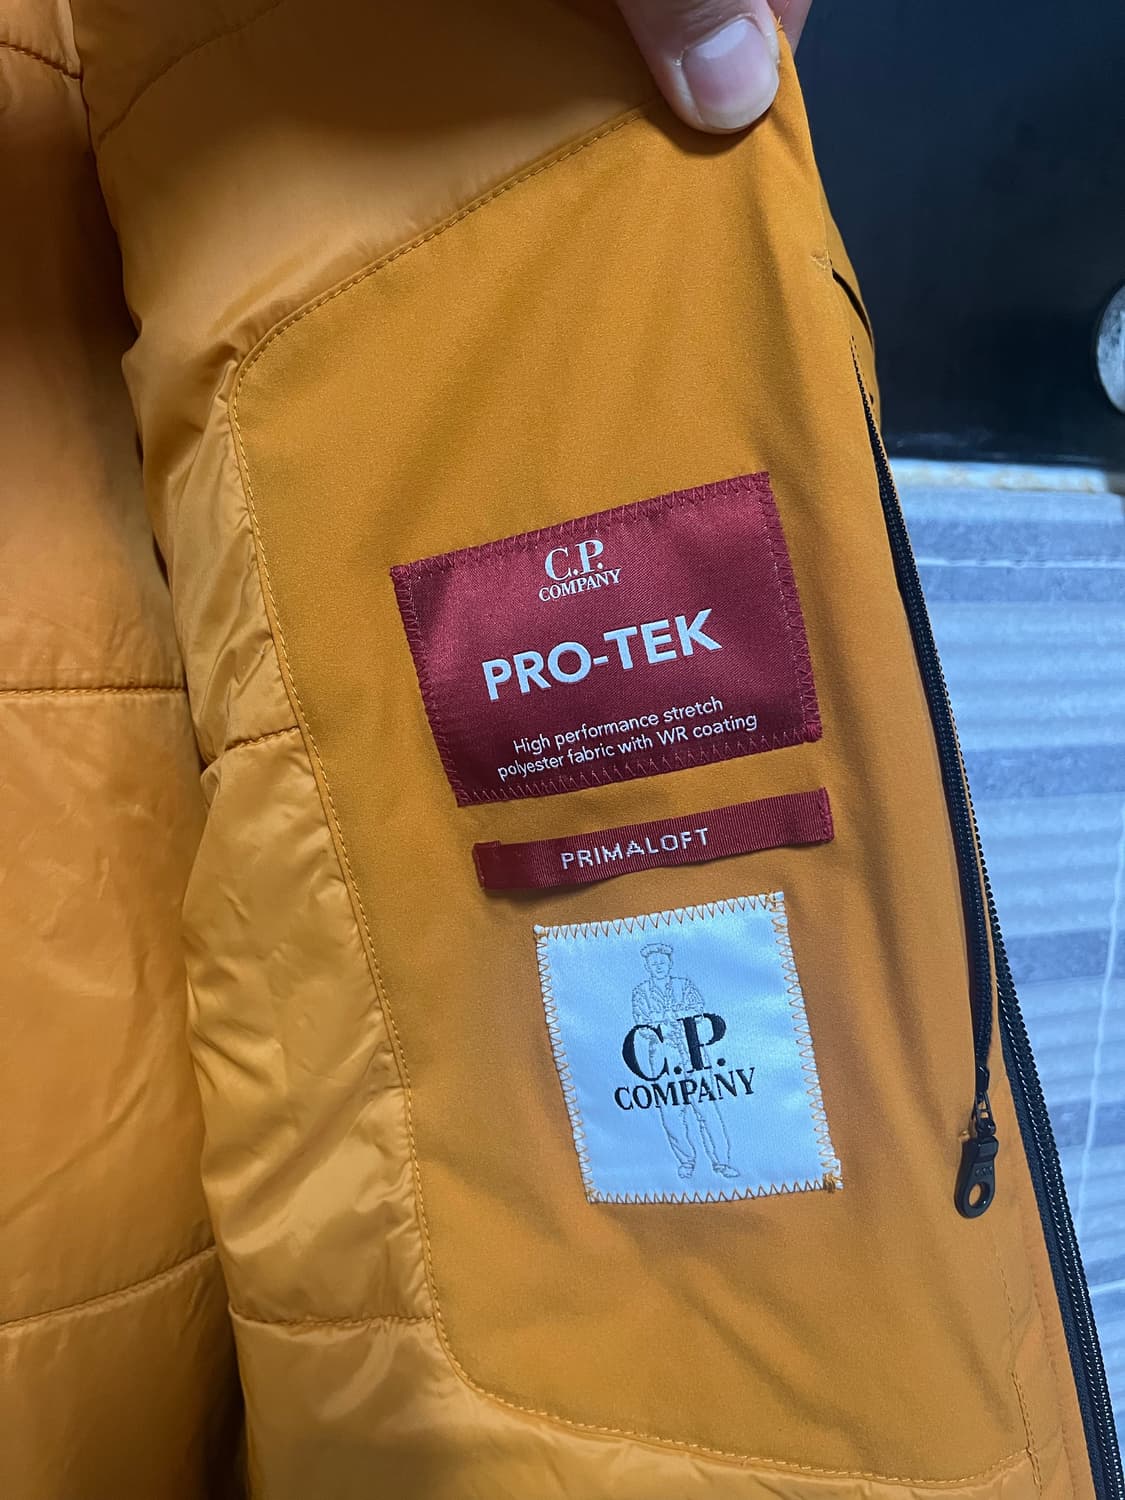 C.P.
COMPANY
PRO-TEK
High performance stretch
polyester fabric with WR coating
PRIMALOFT
C.P.
COMPANY